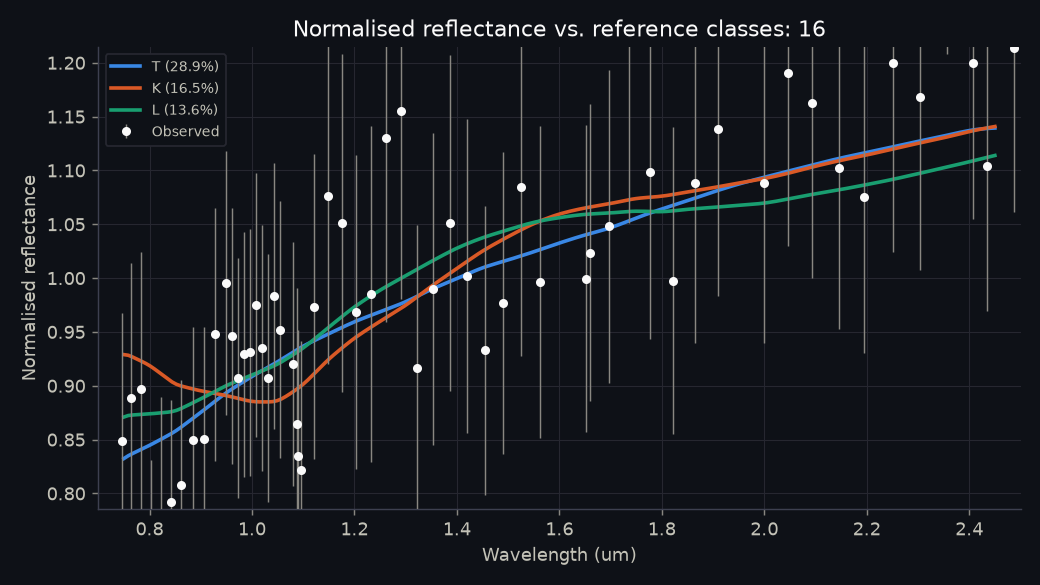 Normalised reflectance vs. reference classes: 16
T (28.9%)
K (16.5%)
L (13.6%)
Observed
Normalised reflectance
1.20
1.15
1.10
1.05
1.00
0.95
0.90
0.85
0.80
0.8 1.0 1.2 1.4 1.6 1.8 2.0 2.2 2.4
Wavelength (um)